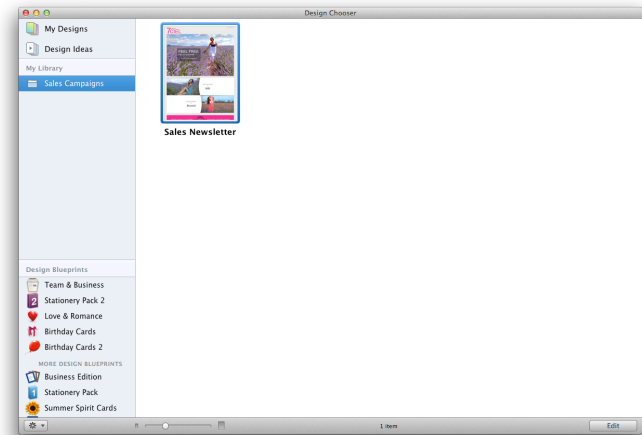 Design Chooser
My Designs
Design Ideas
My Library
Sales Campaigns
Sales Newsletter
Design Blueprints
Team & Business
Stationery Pack 2
Love & Romance
Birthday Cards
Birthday Cards 2
MORE DESIGN BLUEPRINTS
Business Edition
Stationery Pack
Summer Spirit Cards
1 item
Edit